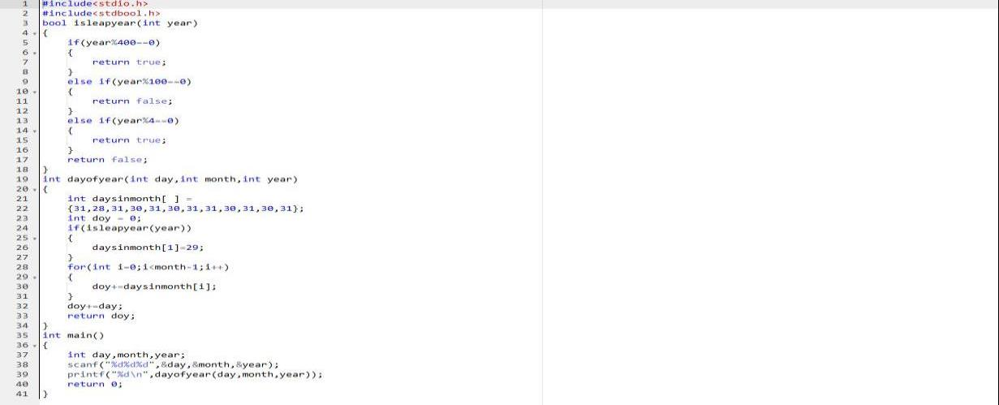 1 #include<stdio.h>
2 #include<stdbool.h>
3 bool isleapyear(int year)
4 {
5 if(year%400==0)
6 {
7 return true;
8 }
9 else if(year%100==0)
10 {
11 return false;
12 }
13 else if(year%4==0)
14 {
15 return true;
16 }
17 return false;
18 }
19 int dayofyear(int day,int month,int year)
20 {
21 int daysinmonth[ ] =
22 {31,28,31,30,31,30,31,31,30,31,30,31};
23 int doy = 0;
24 if(isleapyear(year))
25 {
26 daysinmonth[1]=29;
27 }
28 for(int i=0;i<month-1;i++)
29 {
30 doy+=daysinmonth[i];
31 }
32 doy+=day;
33 return doy;
34 }
35 int main()
36 {
37 int day,month,year;
38 scanf("%d%d%d",&day,&month,&year);
39 printf("%d\n",dayofyear(day,month,year));
40 return 0;
41 }